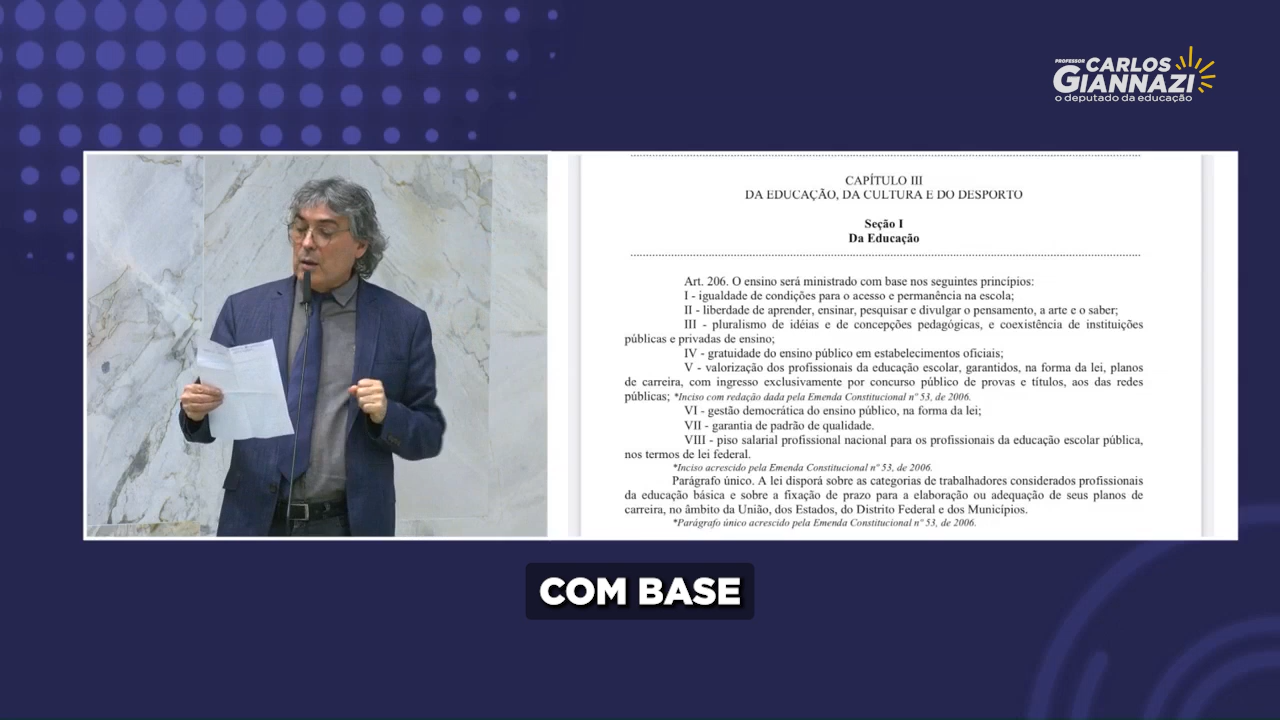 PROFESSOR
CARLOS
GIANNAZI
o deputado da educação
CAPÍTULO III
DA EDUCAÇÃO, DA CULTURA E DO DESPORTO
Seção I
Da Educação
Art. 206. O ensino será ministrado com base nos seguintes princípios:
I - igualdade de condições para o acesso e permanência na escola;
II - liberdade de aprender, ensinar, pesquisar e divulgar o pensamento, a arte e o saber;
III - pluralismo de idéias e de concepções pedagógicas, e coexistência de instituições
públicas e privadas de ensino;
IV - gratuidade do ensino público em estabelecimentos oficiais;
V - valorização dos profissionais da educação escolar, garantidos, na forma da lei, planos
de carreira, com ingresso exclusivamente por concurso público de provas e títulos, aos das redes
públicas; *Inciso com redação dada pela Emenda Constitucional nº 53, de 2006.
VI - gestão democrática do ensino público, na forma da lei;
VII - garantia de padrão de qualidade.
VIII - piso salarial profissional nacional para os profissionais da educação escolar pública,
nos termos de lei federal.
*Inciso acrescido pela Emenda Constitucional nº 53, de 2006.
Parágrafo único. A lei disporá sobre as categorias de trabalhadores considerados profissionais
da educação básica e sobre a fixação de prazo para a elaboração ou adequação de seus planos de
carreira, no âmbito da União, dos Estados, do Distrito Federal e dos Municípios.
*Parágrafo único acrescido pela Emenda Constitucional nº 53, de 2006.
COM BASE